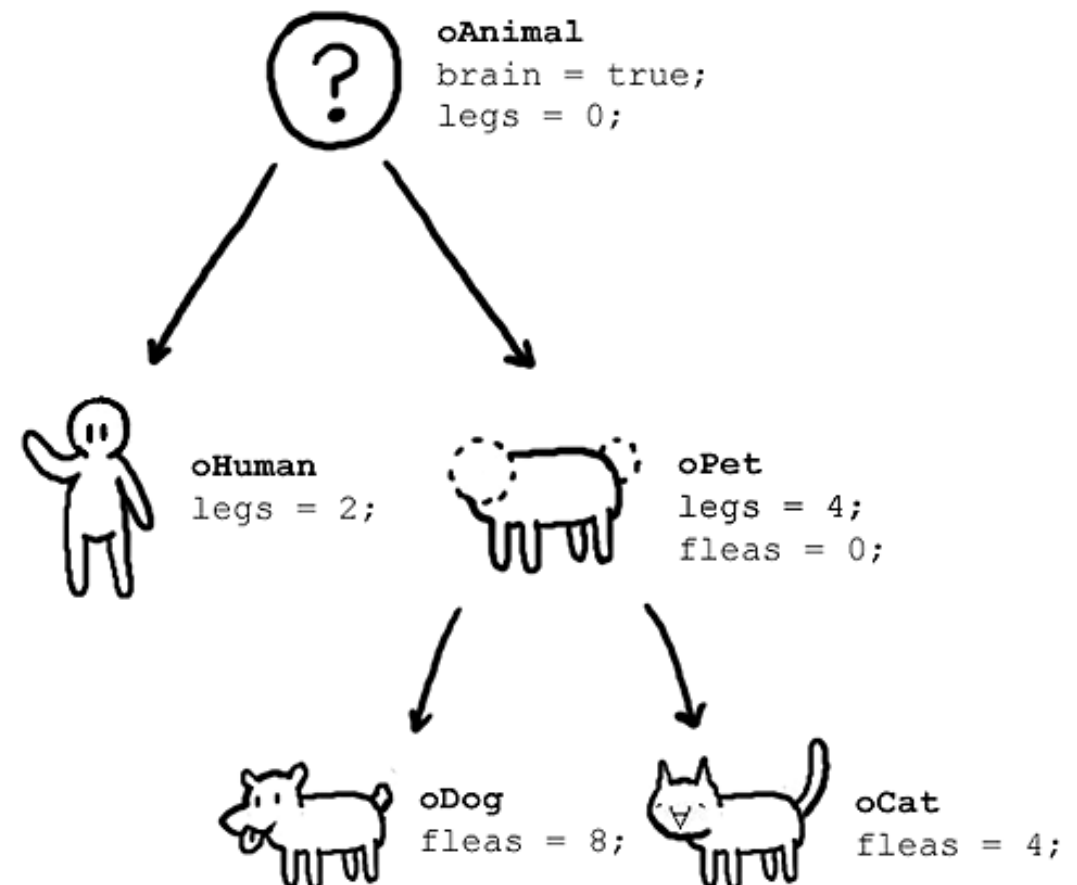 ?
oAnimal
brain = true;
legs = 0;
oHuman
legs = 2;
oPet
legs = 4;
fleas = 0;
oDog
fleas = 8;
oCat
fleas = 4;